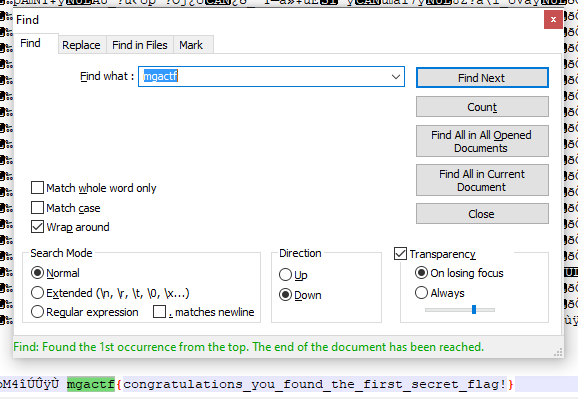 Find
Find Replace Find in Files Mark
Find what : mgactf
Find Next
Count
Find All in All Opened
Documents
Find All in Current
Document
Close
Match whole word only
Match case
Wrap around
Search Mode
Normal
Extended (\n, \r, \t, \0, \x...)
Regular expression
. matches newline
Direction
Up
Down
Transparency
On losing focus
Always
Find: Found the 1st occurrence from the top. The end of the document has been reached.
mgactf{congratulations_you_found_the_first_secret_flag!}